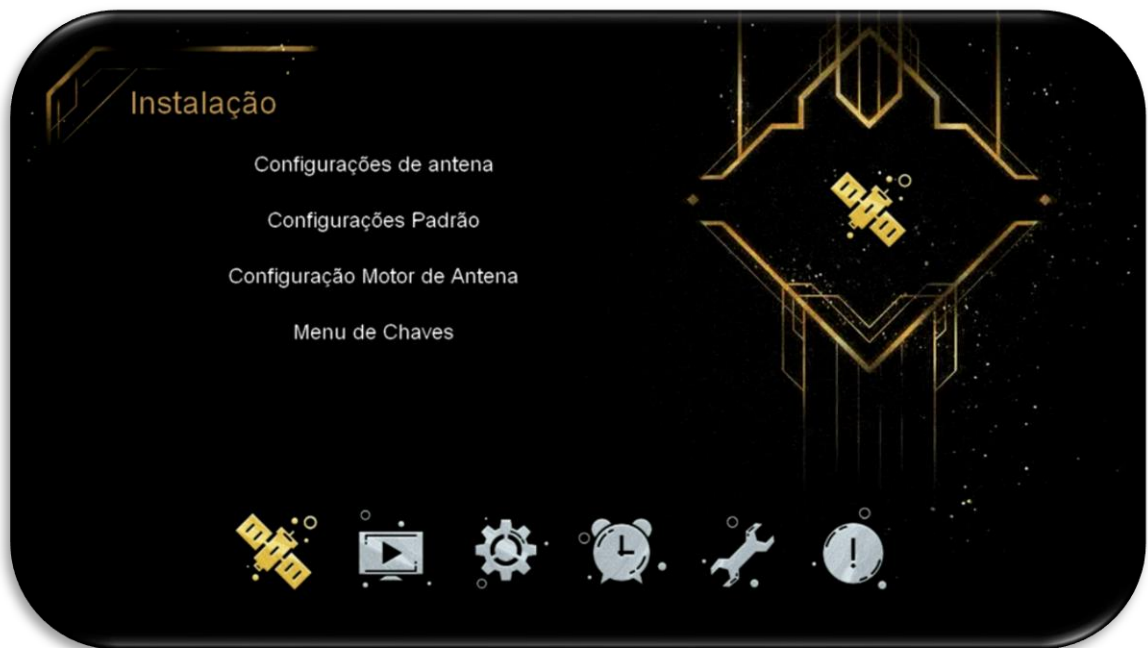 Instalação
Configurações de antena
Configurações Padrão
Configuração Motor de Antena
Menu de Chaves